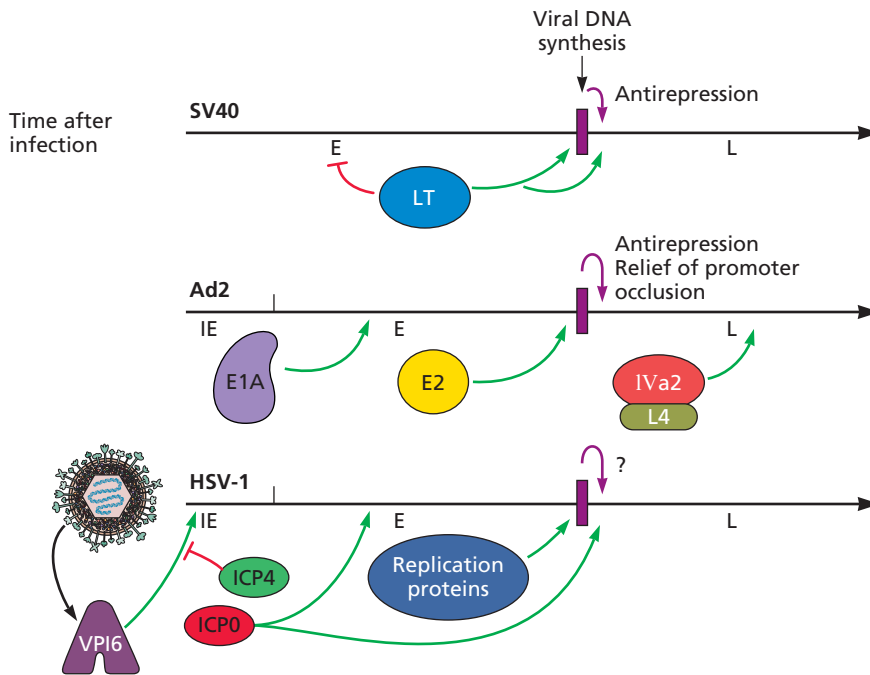 Viral DNA
synthesis
Time after
infection
SV40
Antirepression
E
L
LT
Antirepression
Relief of promoter
occlusion
Ad2
IE
E
L
E1A
E2
IVa2
L4
HSV-1
?
IE
E
L
ICP4
Replication
proteins
ICP0
VPI6